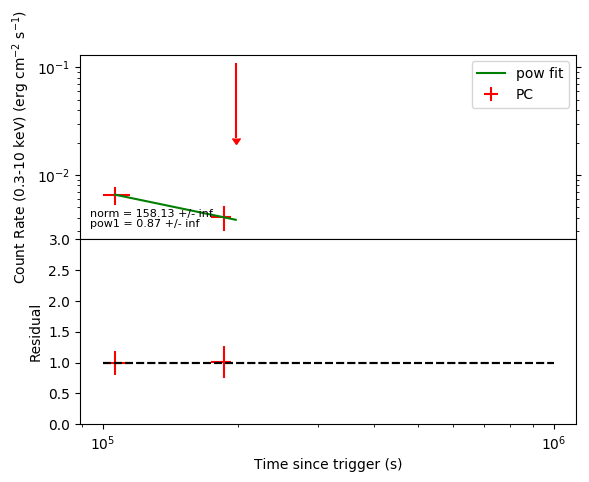 Count Rate (0.3-10 keV) (erg cm⁻² s⁻¹)
10⁻¹
10⁻²
pow fit
PC
norm = 158.13 +/- inf
pow1 = 0.87 +/- inf
Residual
3.0
2.5
2.0
1.5
1.0
0.5
0.0
10⁵
10⁶
Time since trigger (s)